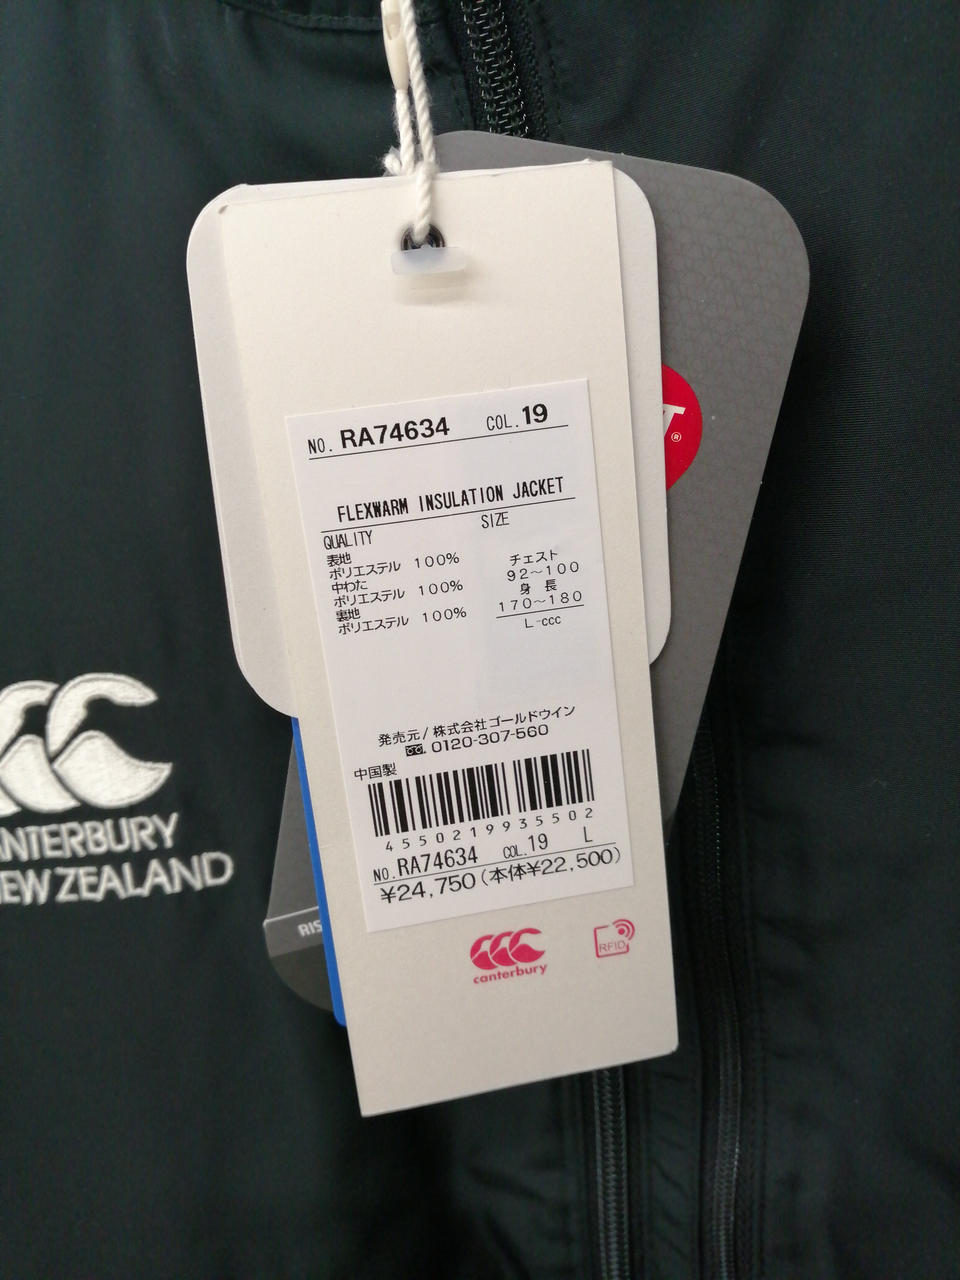 NO. RA74634 COL. 19
FLEXWARM INSULATION JACKET
QUALITY SIZE
表地
ポリエステル 100%
中わた
ポリエステル 100%
裏地
ポリエステル 100%
チェスト
92~100
身 長
170~180
L-ccc
発売元/株式会社ゴールドウイン
0120-307-560
中国製
4550219935502
NO. RA74634 COL. 19 L
¥24,750(本体¥22,500)
canterbury
RFID
ANTERBURY
EW ZEALAND
RIS
T®